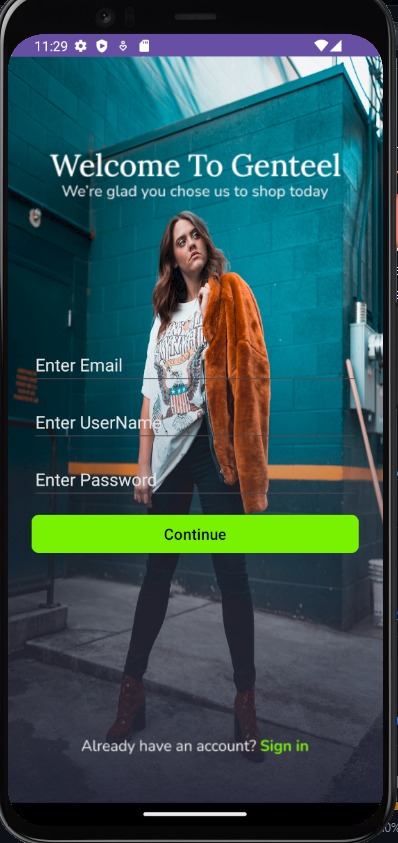 11:29
Welcome To Genteel
We're glad you chose us to shop today
Enter Email
Enter UserName
Enter Password
Continue
Already have an account? Sign in